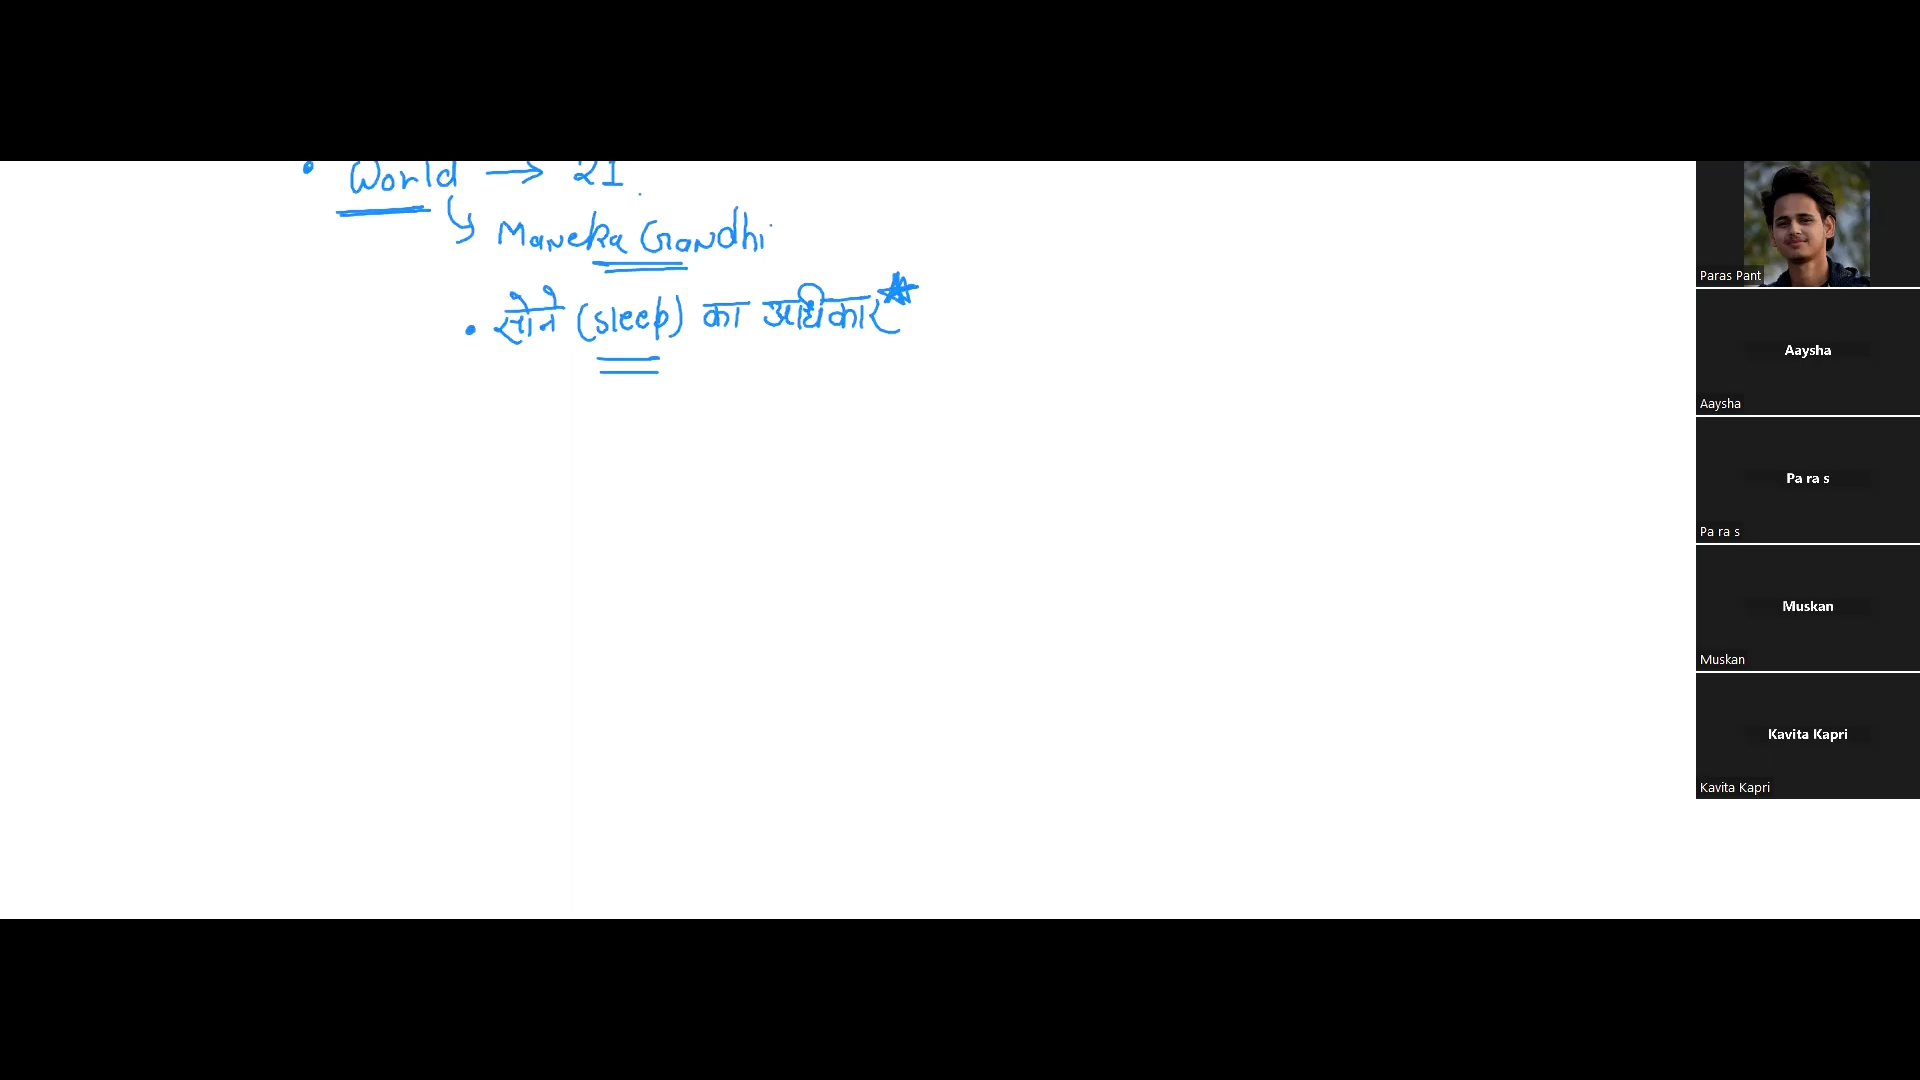 • World → 21.
Maneka Gandhi
• सोने (sleep) का अधिकार
Paras Pant
Aaysha
Aaysha
Pa ra s
Pa ra s
Muskan
Muskan
Kavita Kapri
Kavita Kapri